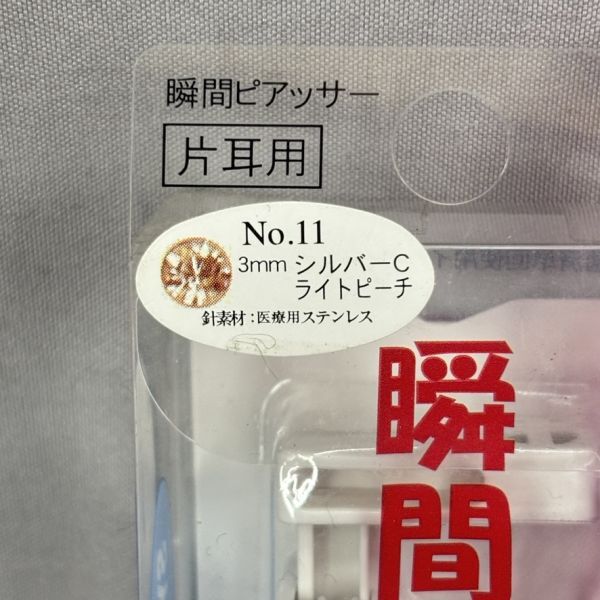 瞬間ピアッサー
片耳用
No.11
3mm シルバーC
ライトピーチ
針素材:医療用ステンレス
瞬間